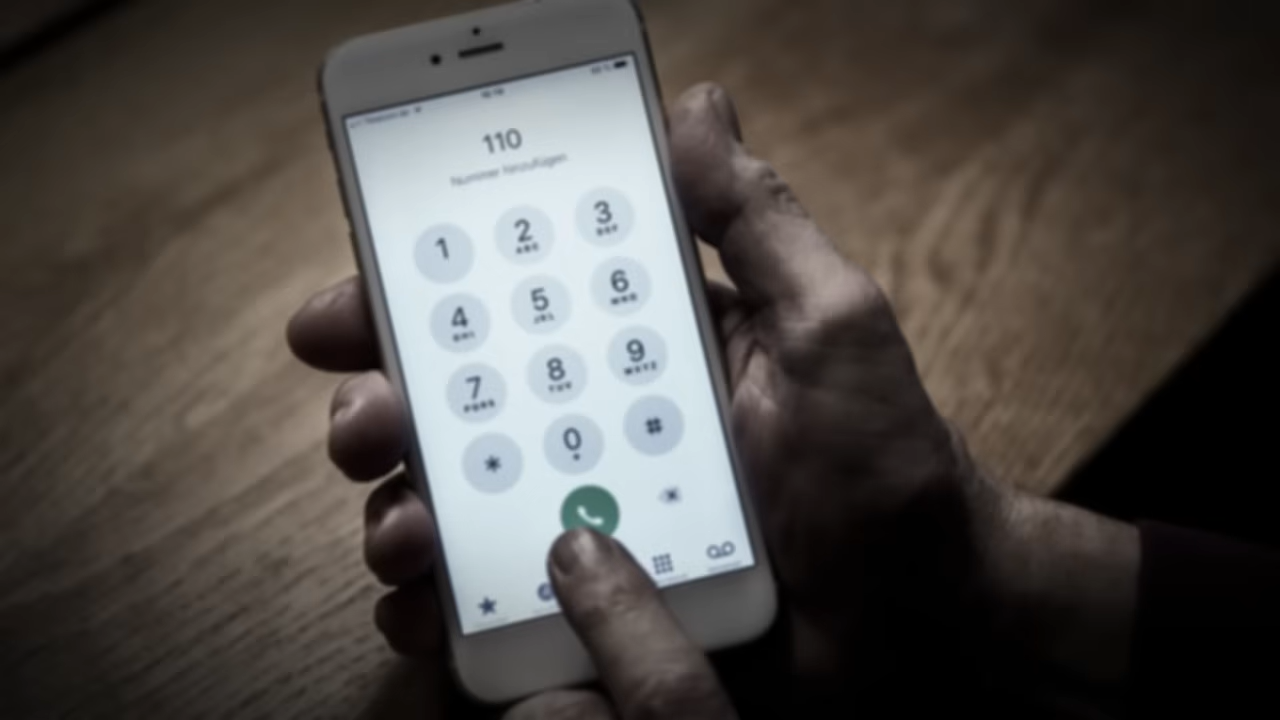 110
Nummer hinzufügen
1
2 ABC
3 DEF
4 GHI
5 JKL
6 MNO
7 PQRS
8 TUV
9 WXYZ
*
0
#